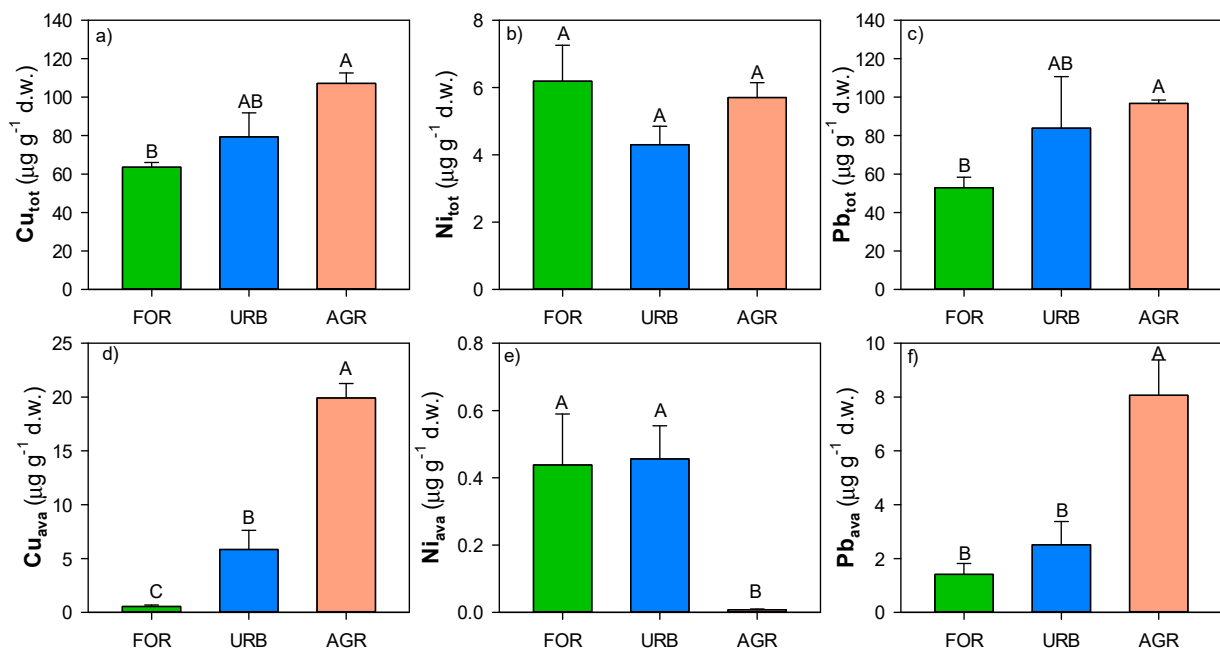 a)
Cu_tot (μg g^-1 d.w.)
140
120
100
80
60
40
20
0
B
AB
A
FOR URB AGR
b)
Ni_tot (μg g^-1 d.w.)
8
6
4
2
0
A
A
A
FOR URB AGR
c)
Pb_tot (μg g^-1 d.w.)
140
120
100
80
60
40
20
0
B
AB
A
FOR URB AGR
d)
Cu_ava (μg g^-1 d.w.)
25
20
15
10
5
0
C
B
A
FOR URB AGR
e)
Ni_ava (μg g^-1 d.w.)
0.8
0.6
0.4
0.2
0.0
A
A
B
FOR URB AGR
f)
Pb_ava (μg g^-1 d.w.)
10
8
6
4
2
0
B
B
A
FOR URB AGR